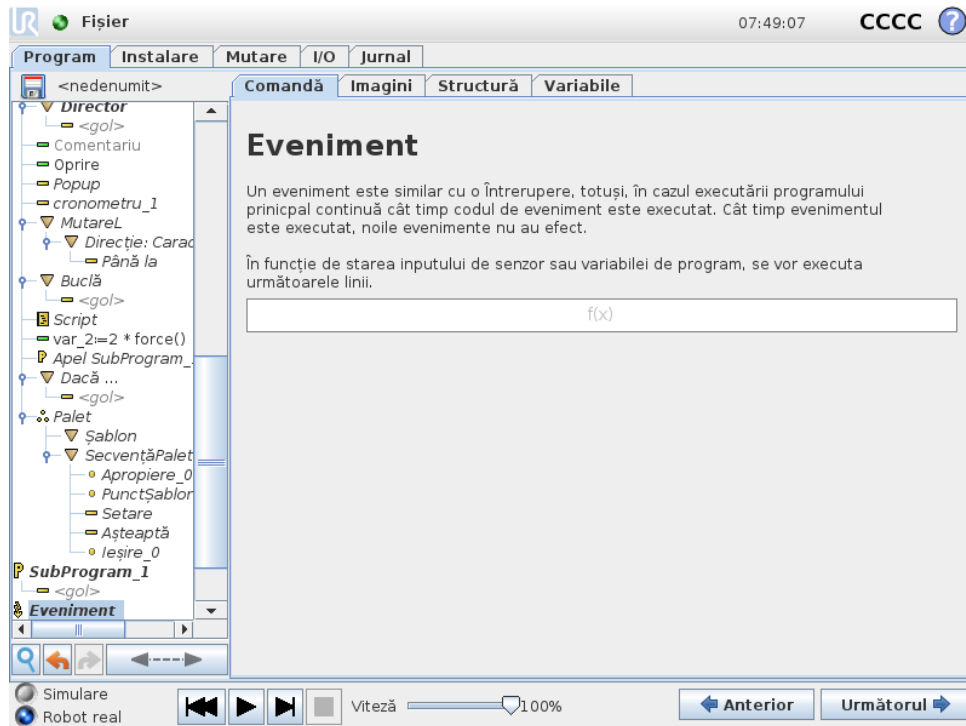 Fișier 07:49:07 CCCC ?
Program Instalare Mutare I/O Jurnal
<nedenumit> Comandă Imagini Structură Variabile
Director
<gol>
Comentariu
Oprire
Popup
cronometru_1
MutareL
Direcție: Carac
Până la
Buclă
<gol>
Script
var_2:=2 * force()
Apel SubProgram_
Dacă ...
<gol>
Palet
Șablon
SecvențăPalet
Apropiere_0
PunctȘablon
Setare
Așteaptă
Ieșire_0
SubProgram_1
<gol>
Eveniment
Eveniment
Un eveniment este similar cu o Întrerupere, totuși, în cazul executării programului
prinicpal continuă cât timp codul de eveniment este executat. Cât timp evenimentul
este executat, noile evenimente nu au efect.
În funcție de starea inputului de senzor sau variabilei de program, se vor executa
următoarele linii.
f(x)
Simulare
Robot real
Viteză 100%
Anterior Următorul